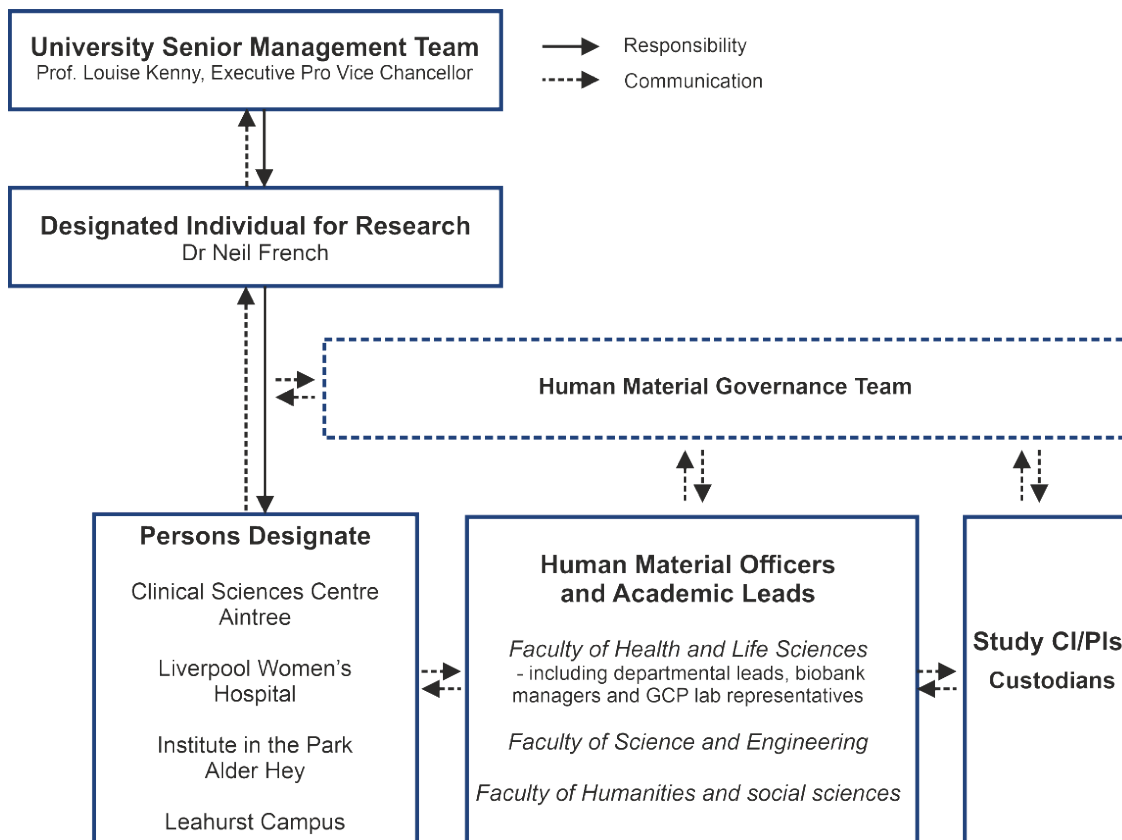 University Senior Management Team
Prof. Louise Kenny, Executive Pro Vice Chancellor
Responsibility
Communication
Designated Individual for Research
Dr Neil French
Human Material Governance Team
Persons Designate
Clinical Sciences Centre
Aintree
Liverpool Women’s
Hospital
Institute in the Park
Alder Hey
Leahurst Campus
Human Material Officers
and Academic Leads
Faculty of Health and Life Sciences
- including departmental leads, biobank
managers and GCP lab representatives
Faculty of Science and Engineering
Faculty of Humanities and social sciences
Study CI/PIs
Custodians